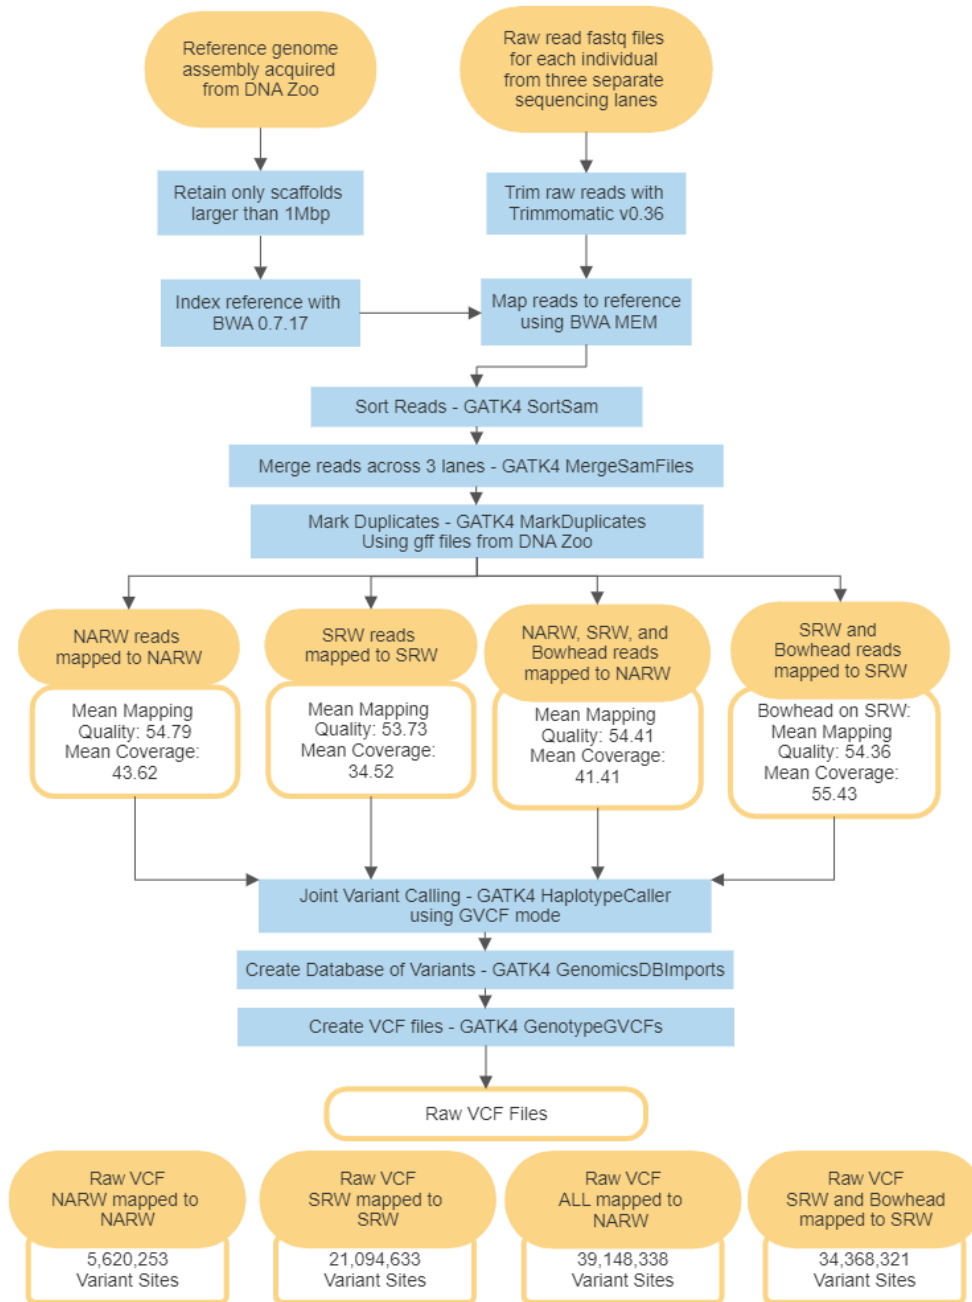 Reference genome
assembly acquired
from DNA Zoo
Raw read fastq files
for each individual
from three separate
sequencing lanes
Retain only scaffolds
larger than 1Mbp
Trim raw reads with
Trimmomatic v0.36
Index reference with
BWA 0.7.17
Map reads to reference
using BWA MEM
Sort Reads - GATK4 SortSam
Merge reads across 3 lanes - GATK4 MergeSamFiles
Mark Duplicates - GATK4 MarkDuplicates
Using gff files from DNA Zoo
NARW reads
mapped to NARW
Mean Mapping
Quality: 54.79
Mean Coverage:
43.62
SRW reads
mapped to SRW
Mean Mapping
Quality: 53.73
Mean Coverage:
34.52
NARW, SRW, and
Bowhead reads
mapped to NARW
Mean Mapping
Quality: 54.41
Mean Coverage:
41.41
SRW and
Bowhead reads
mapped to SRW
Bowhead on SRW:
Mean Mapping
Quality: 54.36
Mean Coverage:
55.43
Joint Variant Calling - GATK4 HaplotypeCaller
using GVCF mode
Create Database of Variants - GATK4 GenomicsDBImports
Create VCF files - GATK4 GenotypeGVCFs
Raw VCF Files
Raw VCF
NARW mapped to
NARW
5,620,253
Variant Sites
Raw VCF
SRW mapped to
SRW
21,094,633
Variant Sites
Raw VCF
ALL mapped to
NARW
39,148,338
Variant Sites
Raw VCF
SRW and Bowhead
mapped to SRW
34,368,321
Variant Sites